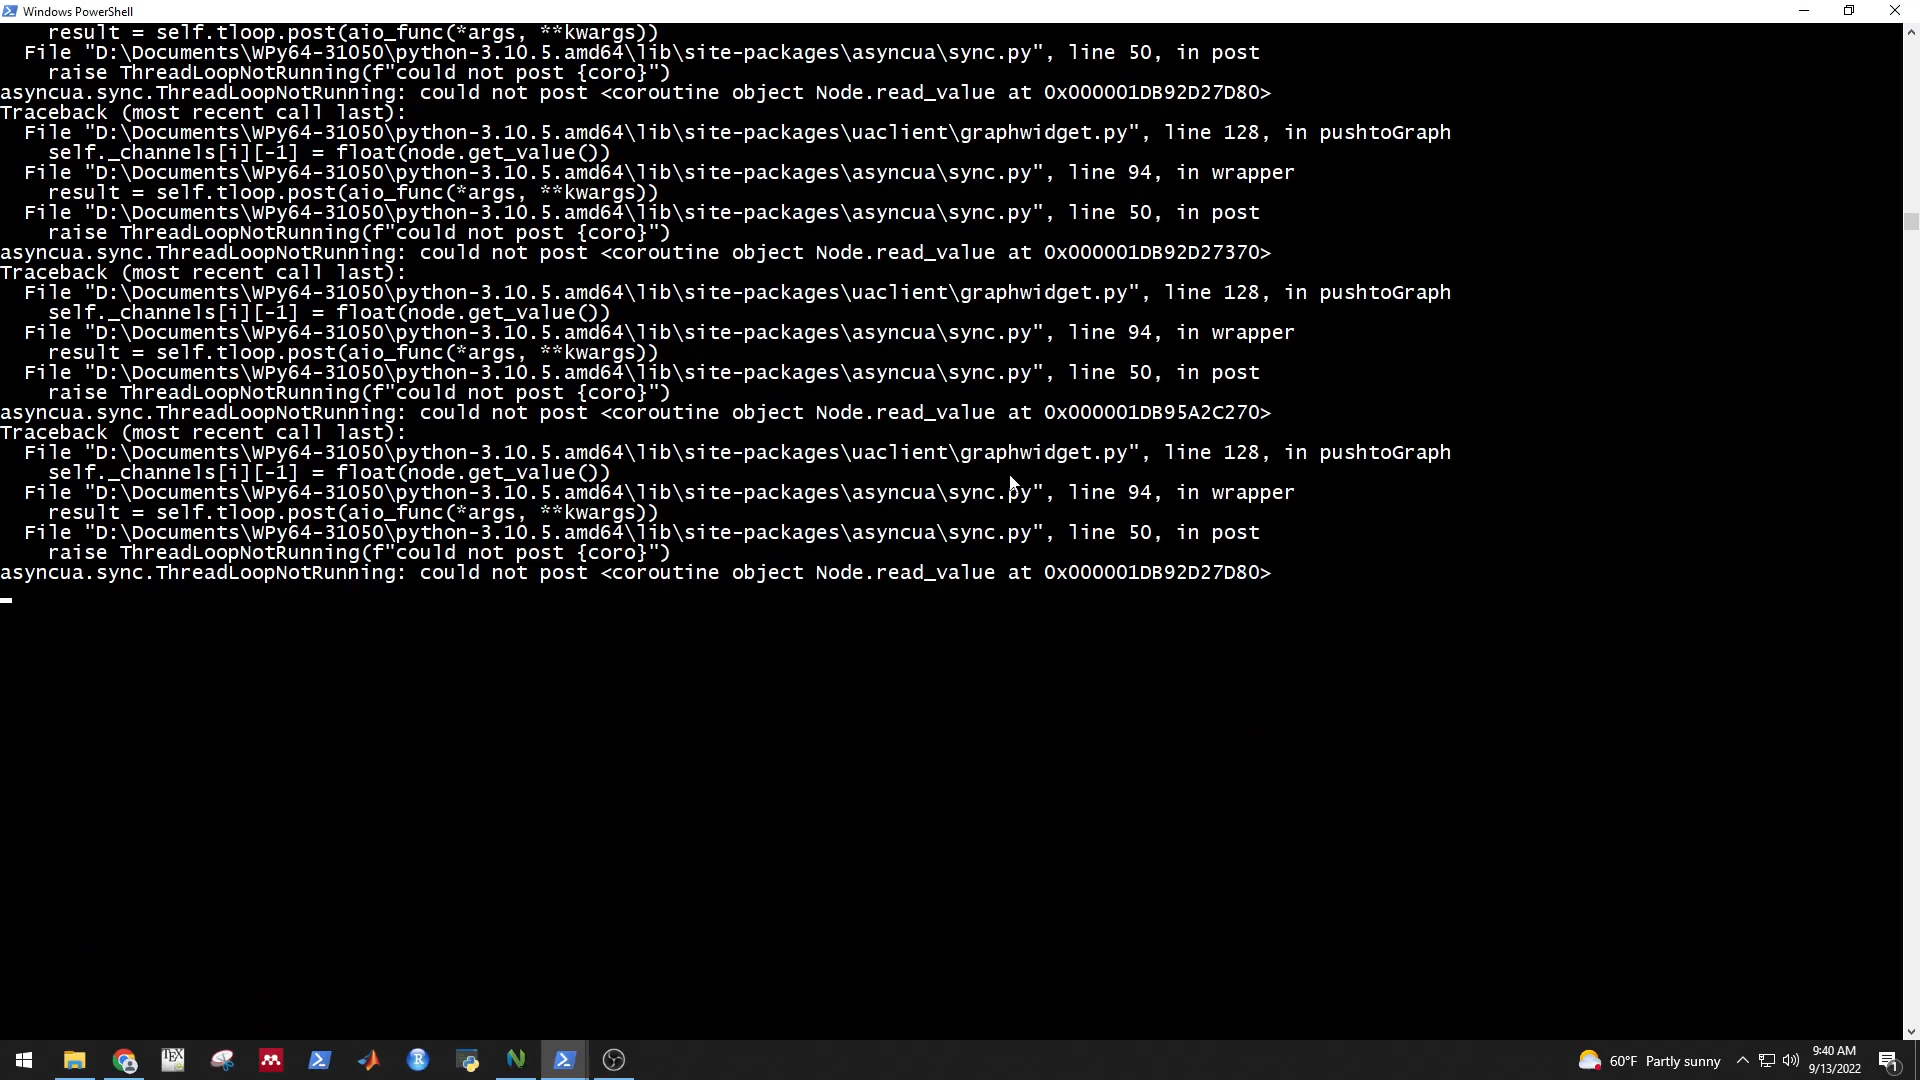 Windows PowerShell
    result = self.tloop.post(aio_func(*args, **kwargs))
  File "D:\Documents\WPy64-31050\python-3.10.5.amd64\lib\site-packages\asyncua\sync.py", line 50, in post
    raise ThreadLoopNotRunning(f"could not post {coro}")
asyncua.sync.ThreadLoopNotRunning: could not post <coroutine object Node.read_value at 0x000001DB92D27D80>
Traceback (most recent call last):
  File "D:\Documents\WPy64-31050\python-3.10.5.amd64\lib\site-packages\uaclient\graphwidget.py", line 128, in pushtoGraph
    self._channels[i][-1] = float(node.get_value())
  File "D:\Documents\WPy64-31050\python-3.10.5.amd64\lib\site-packages\asyncua\sync.py", line 94, in wrapper
    result = self.tloop.post(aio_func(*args, **kwargs))
  File "D:\Documents\WPy64-31050\python-3.10.5.amd64\lib\site-packages\asyncua\sync.py", line 50, in post
    raise ThreadLoopNotRunning(f"could not post {coro}")
asyncua.sync.ThreadLoopNotRunning: could not post <coroutine object Node.read_value at 0x000001DB92D27370>
Traceback (most recent call last):
  File "D:\Documents\WPy64-31050\python-3.10.5.amd64\lib\site-packages\uaclient\graphwidget.py", line 128, in pushtoGraph
    self._channels[i][-1] = float(node.get_value())
  File "D:\Documents\WPy64-31050\python-3.10.5.amd64\lib\site-packages\asyncua\sync.py", line 94, in wrapper
    result = self.tloop.post(aio_func(*args, **kwargs))
  File "D:\Documents\WPy64-31050\python-3.10.5.amd64\lib\site-packages\asyncua\sync.py", line 50, in post
    raise ThreadLoopNotRunning(f"could not post {coro}")
asyncua.sync.ThreadLoopNotRunning: could not post <coroutine object Node.read_value at 0x000001DB95A2C270>
Traceback (most recent call last):
  File "D:\Documents\WPy64-31050\python-3.10.5.amd64\lib\site-packages\uaclient\graphwidget.py", line 128, in pushtoGraph
    self._channels[i][-1] = float(node.get_value())
  File "D:\Documents\WPy64-31050\python-3.10.5.amd64\lib\site-packages\asyncua\sync.py", line 94, in wrapper
    result = self.tloop.post(aio_func(*args, **kwargs))
  File "D:\Documents\WPy64-31050\python-3.10.5.amd64\lib\site-packages\asyncua\sync.py", line 50, in post
    raise ThreadLoopNotRunning(f"could not post {coro}")
asyncua.sync.ThreadLoopNotRunning: could not post <coroutine object Node.read_value at 0x000001DB92D27D80>
TEX
R
N
60°F Partly sunny
9:40 AM
9/13/2022
1